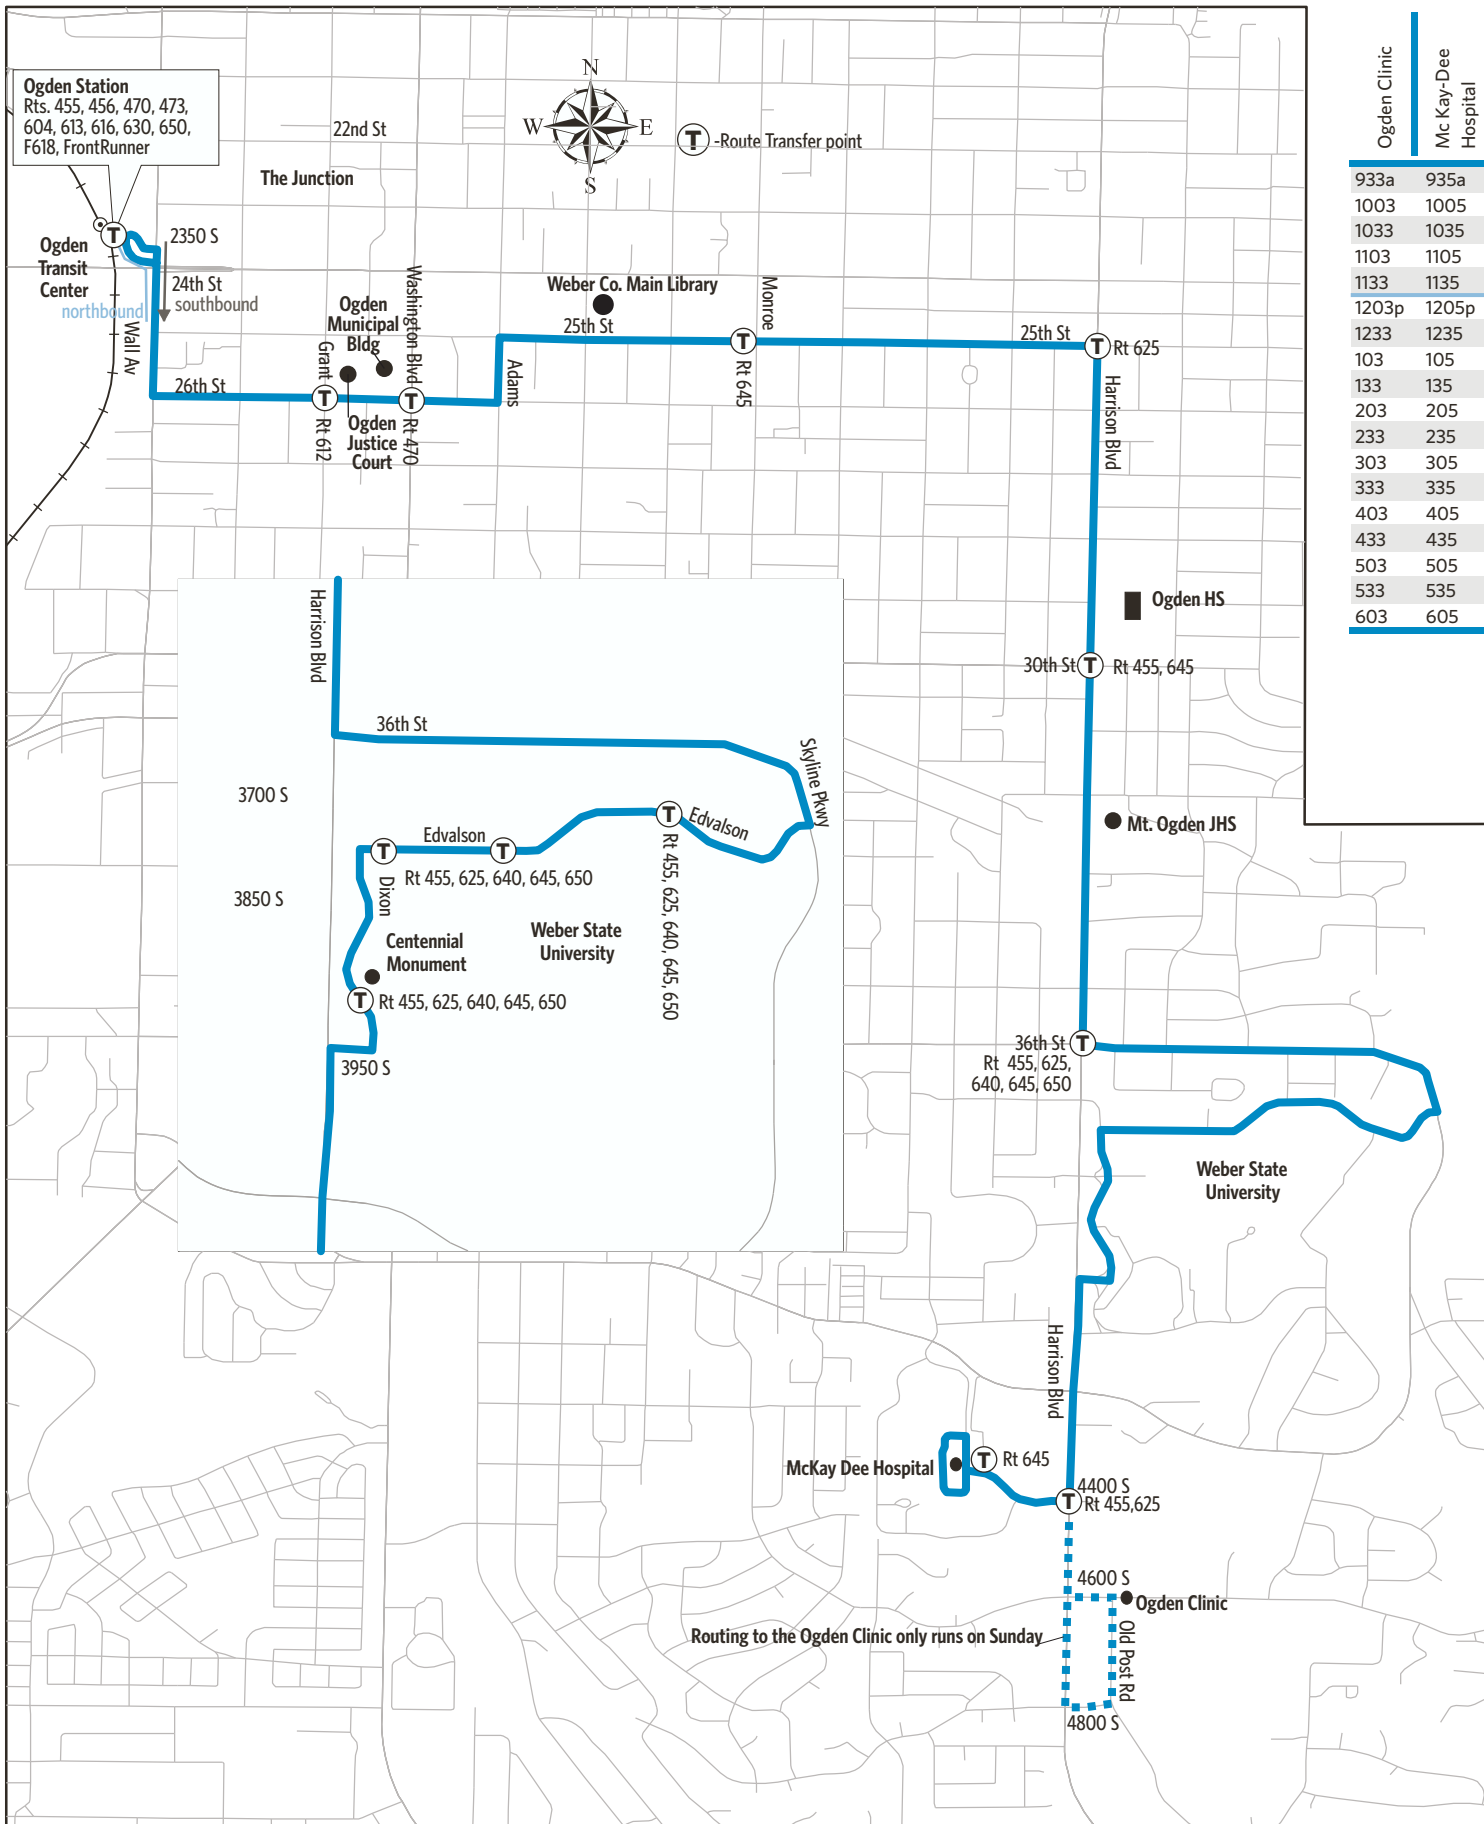 Ogden Station
Rts. 455, 456, 470, 473,
604, 613, 616, 630, 650,
F618, FrontRunner
22nd St
The Junction
N
W
E
S
T
-Route Transfer point
T
Ogden
Transit
Center
2350 S
24th St
southbound
northbound
Wall Av
26th St
Grant
Ogden
Municipal
Bldg
Washington Blvd
T
Rt 612
Ogden
Justice
Court
T
Rt 470
Adams
Weber Co. Main Library
25th St
Monroe
T
Rt 645
25th St
T
Rt 625
Harrison Blvd
Ogden HS
30th St
T
Rt 455, 645
Mt. Ogden JHS
36th St
T
Rt 455, 625,
640, 645, 650
Weber State
University
Harrison Blvd
McKay Dee Hospital
T
Rt 645
4400 S
T
Rt 455,625
4600 S
Ogden Clinic
Routing to the Ogden Clinic only runs on Sunday
Old Post Rd
4800 S
Harrison Blvd
36th St
Skyline Pkwy
3700 S
Edvalson
T
Edvalson
T
T
Rt 455, 625, 640, 645, 650
Rt 455, 625, 640, 645, 650
Dixon
3850 S
Centennial
Monument
Weber State
University
T
Rt 455, 625, 640, 645, 650
3950 S
Ogden Clinic
Mc Kay-Dee
Hospital
933a 935a
1003 1005
1033 1035
1103 1105
1133 1135
1203p 1205p
1233 1235
103 105
133 135
203 205
233 235
303 305
333 335
403 405
433 435
503 505
533 535
603 605